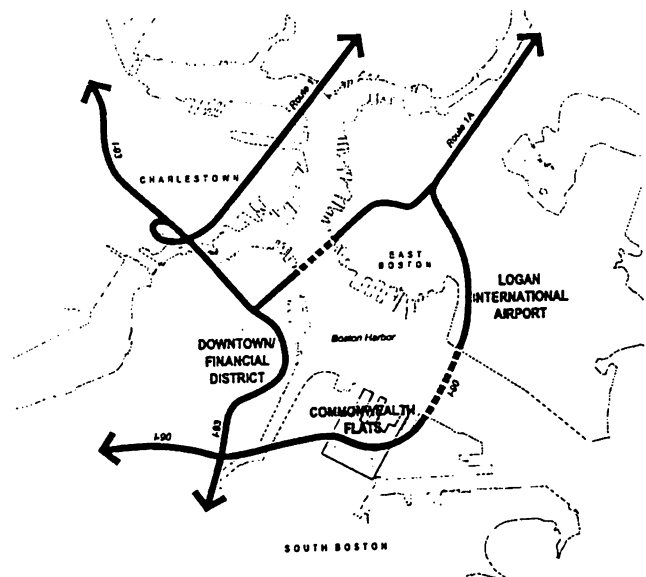 Route 1
Route 1A
I-93
CHARLESTOWN
EAST
BOSTON
LOGAN
INTERNATIONAL
AIRPORT
DOWNTOWN/
FINANCIAL
DISTRICT
Boston Harbor
I-90
COMMONWEALTH
FLATS
I-93
I-90
SOUTH BOSTON